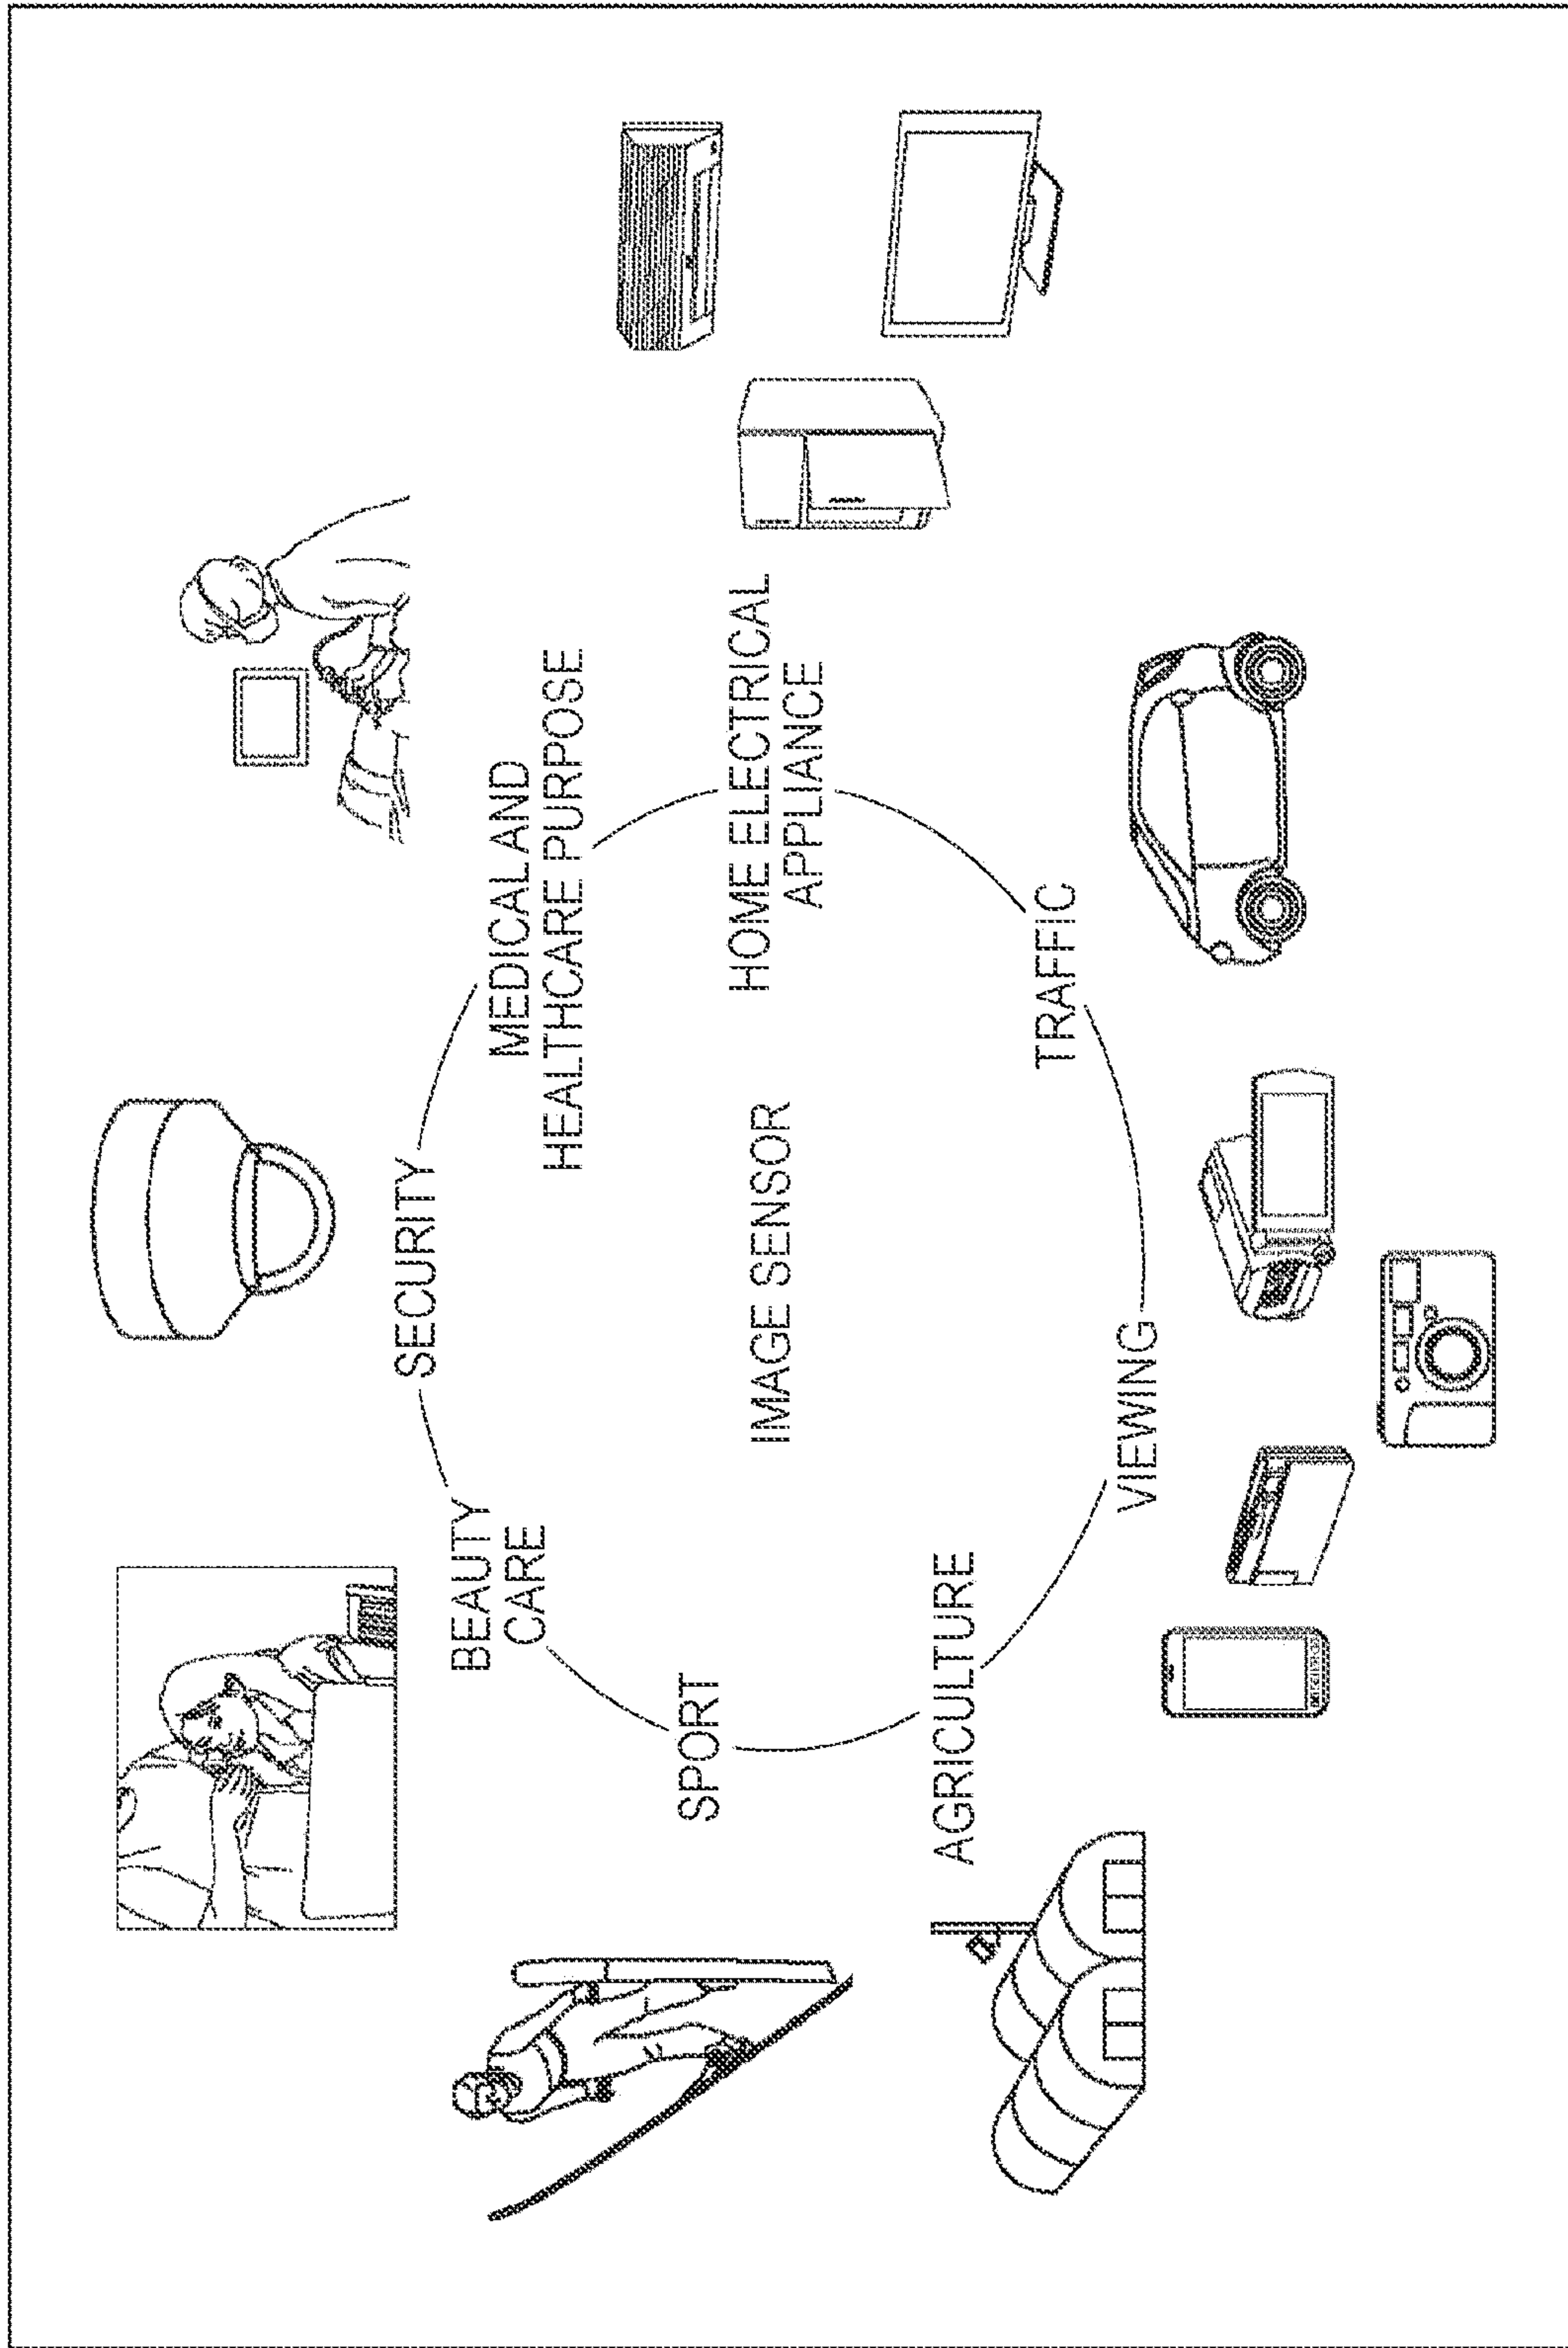 SECURITY
BEAUTY
CARE
MEDICAL AND
HEALTHCARE PURPOSE
SPORT
IMAGE SENSOR
HOME ELECTRICAL
APPLIANCE
AGRICULTURE
TRAFFIC
VIEWING